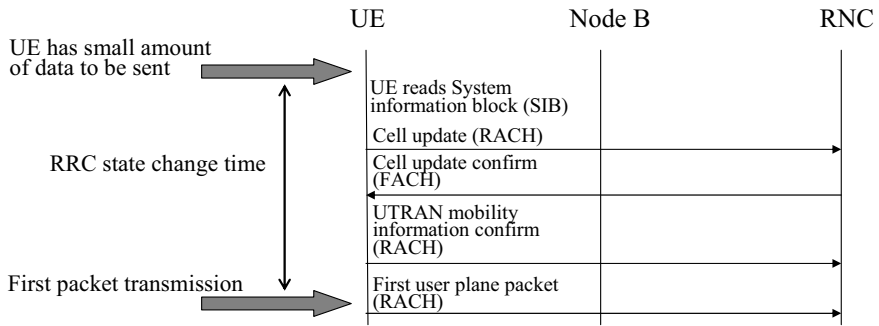 UE
Node B
RNC
UE has small amount
of data to be sent
UE reads System
information block (SIB)
Cell update (RACH)
Cell update confirm
(FACH)
RRC state change time
UTRAN mobility
information confirm
(RACH)
First packet transmission
First user plane packet
(RACH)